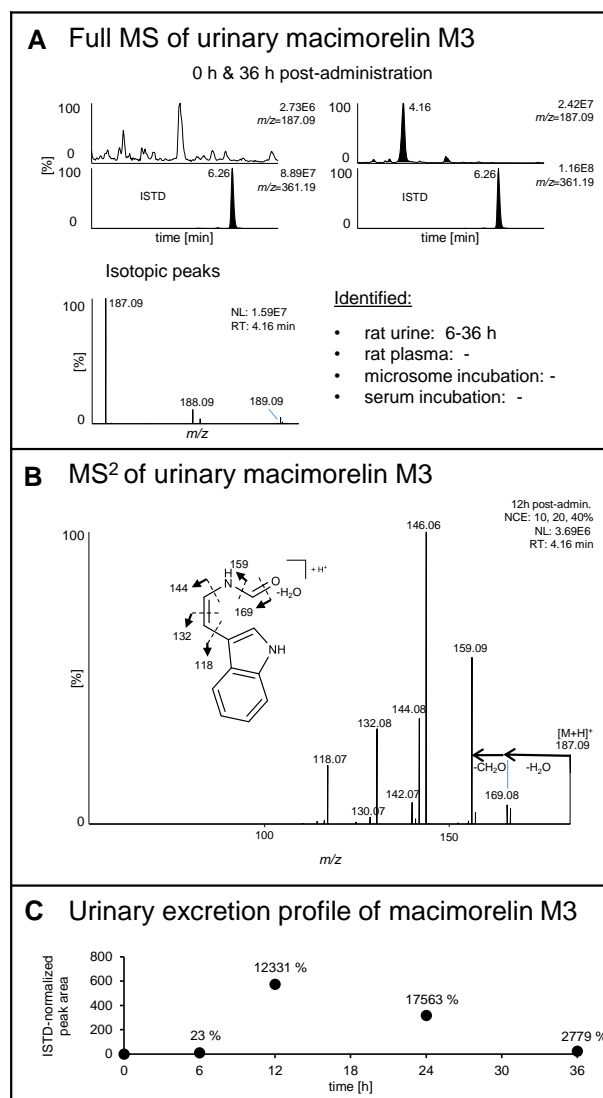 A Full MS of urinary macimorelin M3
0 h & 36 h post-administration
100
0
[%]
2.73E6
m/z=187.09
100
0
4.16
2.42E7
m/z=187.09
100
0
6.26
8.89E7
m/z=361.19
ISTD
time [min]
100
0
6.26
1.16E8
m/z=361.19
ISTD
time [min]
Isotopic peaks
100
0
[%]
187.09
NL: 1.59E7
RT: 4.16 min
188.09
189.09
m/z
Identified:
• rat urine: 6-36 h
• rat plasma: -
• microsome incubation: -
• serum incubation: -
B MS2 of urinary macimorelin M3
12h post-admin.
NCE: 10, 20, 40%
NL: 3.69E6
RT: 4.16 min
100
0
[%]
146.06
159.09
144.08
132.08
118.07
130.07
142.07
169.08
[M+H]+
187.09
-CH2O
-H2O
H
N
O
159
+ H+
144
-H2O
169
132
118
NH
100
150
m/z
C Urinary excretion profile of macimorelin M3
ISTD-normalized
peak area
800
600
400
200
0
23 %
12331 %
17563 %
2779 %
0 6 12 18 24 30 36
time [h]